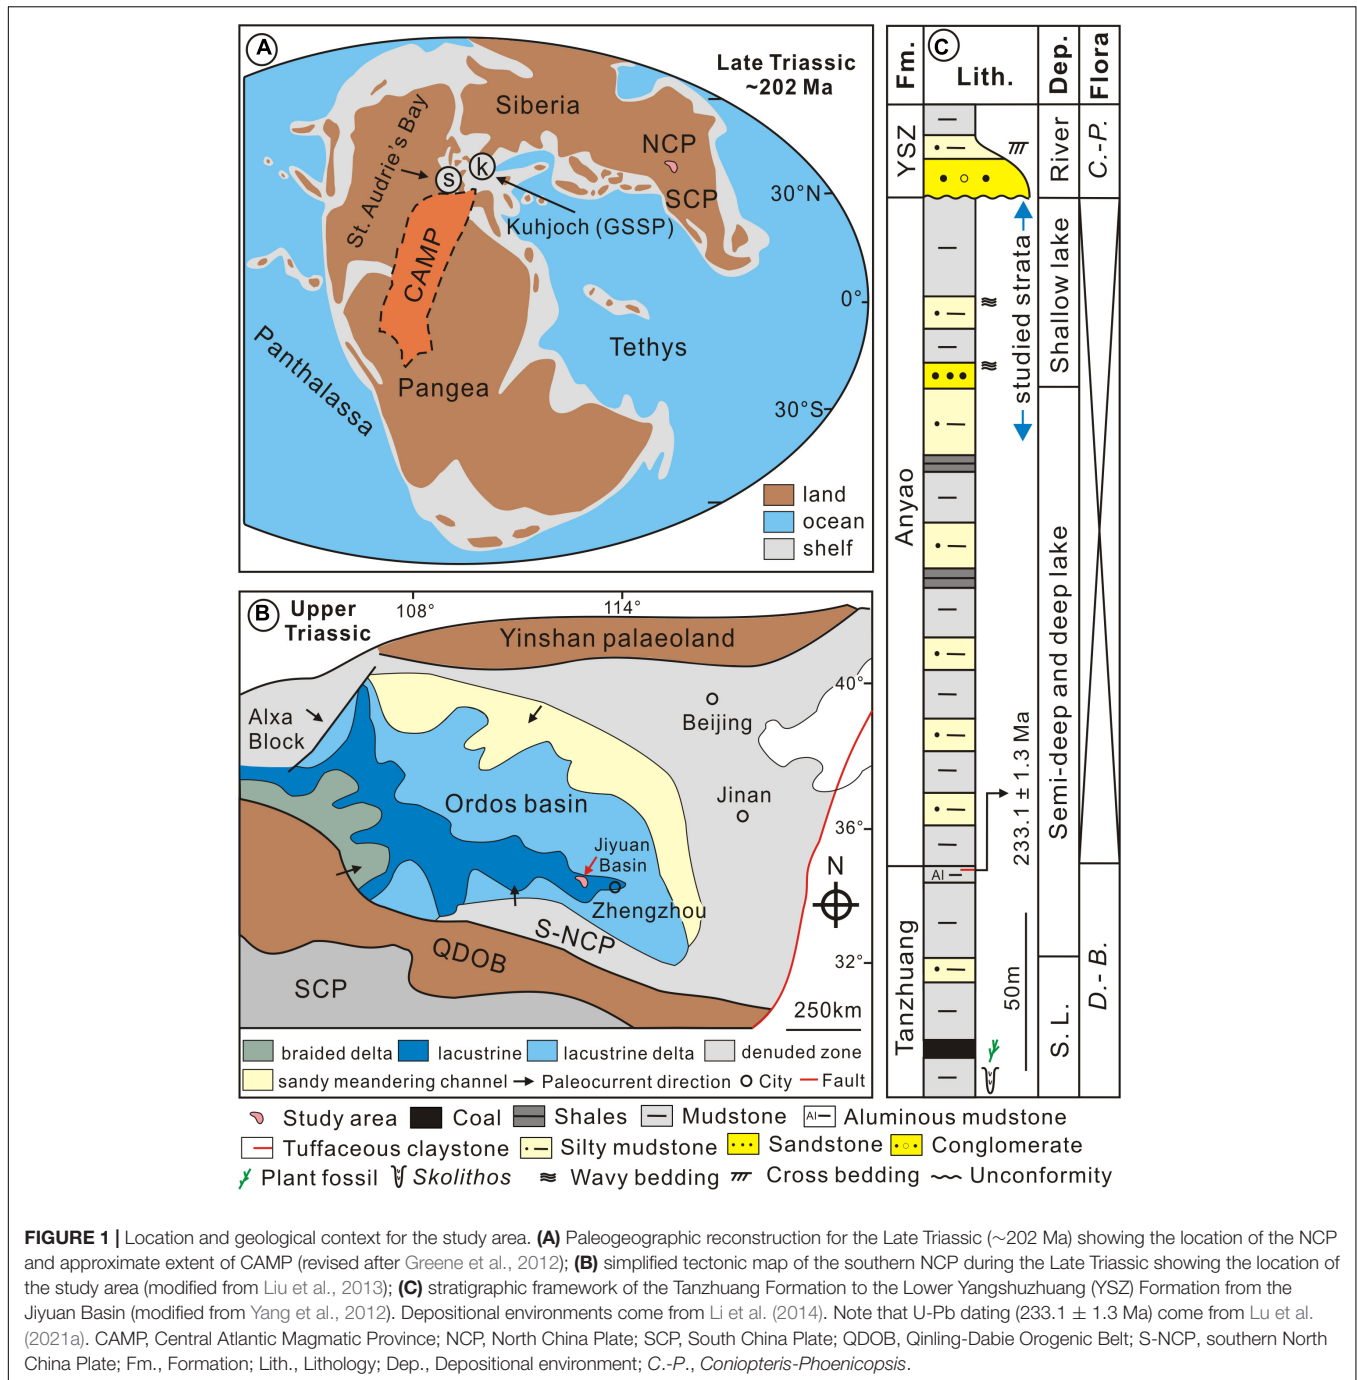 A
Late Triassic
~202 Ma
Siberia
St. Audrie's Bay
NCP
SCP
s
k
30°N
Kuhjoch (GSSP)
CAMP
0°
Tethys
Panthalassa
Pangea
30°S
land
ocean
shelf
B
Upper
Triassic
108°
114°
Yinshan palaeoland
40°
Alxa
Block
Beijing
Ordos basin
Jinan
36°
Jiyuan
Basin
N
Zhengzhou
S-NCP
QDOB
32°
SCP
250km
braided delta
lacustrine
lacustrine delta
denuded zone
sandy meandering channel
Paleocurrent direction
City
Fault
C
Fm.
Lith.
Dep.
Flora
YSZ
River
C.-P.
Anyao
studied strata
Shallow lake
Semi-deep and deep lake
233.1 ± 1.3 Ma
Al
Tanzhuang
50m
S. L.
D.- B.
Study area
Coal
Shales
Mudstone
Al
Aluminous mudstone
Tuffaceous claystone
Silty mudstone
Sandstone
Conglomerate
Plant fossil
Skolithos
Wavy bedding
Cross bedding
Unconformity
FIGURE 1 | Location and geological context for the study area. (A) Paleogeographic reconstruction for the Late Triassic (~202 Ma) showing the location of the NCP
and approximate extent of CAMP (revised after Greene et al., 2012); (B) simplified tectonic map of the southern NCP during the Late Triassic showing the location of
the study area (modified from Liu et al., 2013); (C) stratigraphic framework of the Tanzhuang Formation to the Lower Yangshuzhuang (YSZ) Formation from the
Jiyuan Basin (modified from Yang et al., 2012). Depositional environments come from Li et al. (2014). Note that U-Pb dating (233.1 ± 1.3 Ma) come from Lu et al.
(2021a). CAMP, Central Atlantic Magmatic Province; NCP, North China Plate; SCP, South China Plate; QDOB, Qinling-Dabie Orogenic Belt; S-NCP, southern North
China Plate; Fm., Formation; Lith., Lithology; Dep., Depositional environment; C.-P., Coniopteris-Phoenicopsis.